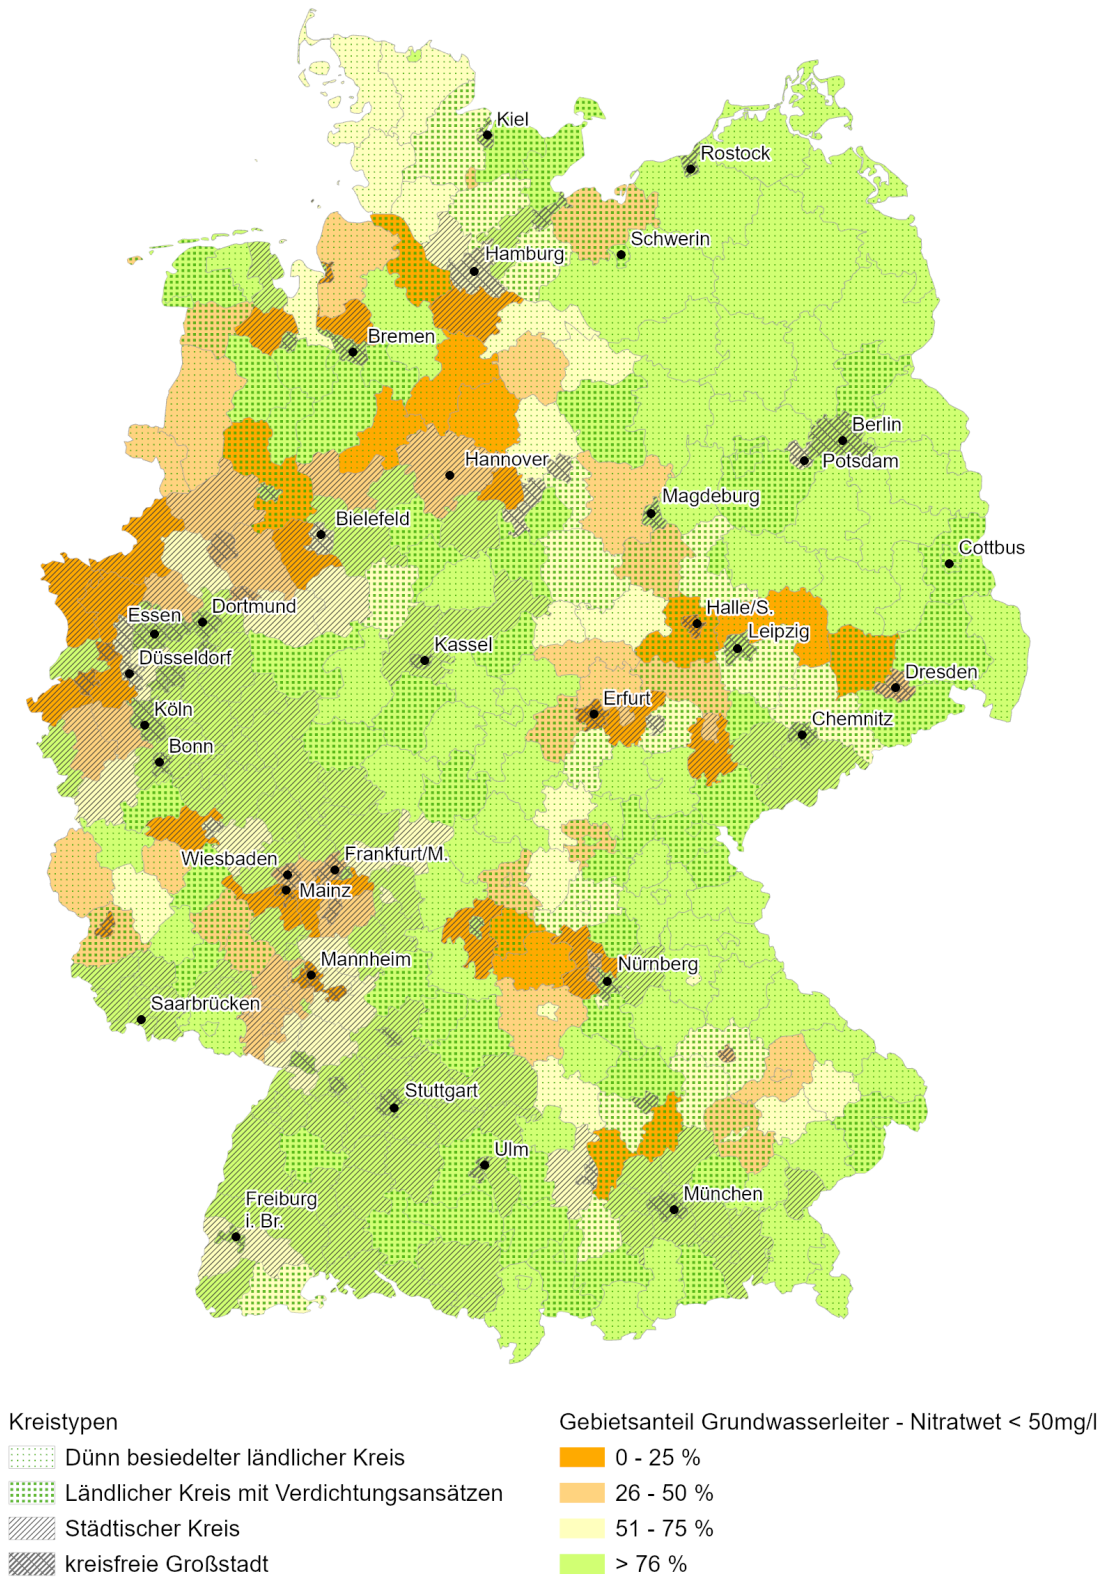 Kiel
Rostock
Schwerin
Hamburg
Bremen
Berlin
Potsdam
Hannover
Magdeburg
Bielefeld
Cottbus
Essen
Dortmund
Halle/S.
Leipzig
Düsseldorf
Kassel
Dresden
Köln
Erfurt
Chemnitz
Bonn
Wiesbaden
Frankfurt/M.
Mainz
Mannheim
Nürnberg
Saarbrücken
Stuttgart
Ulm
München
Freiburg
i. Br.
Kreistypen
Dünn besiedelter ländlicher Kreis
Ländlicher Kreis mit Verdichtungsansätzen
Städtischer Kreis
kreisfreie Großstadt
Gebietsanteil Grundwasserleiter - Nitratwet < 50mg/l
0 - 25 %
26 - 50 %
51 - 75 %
> 76 %